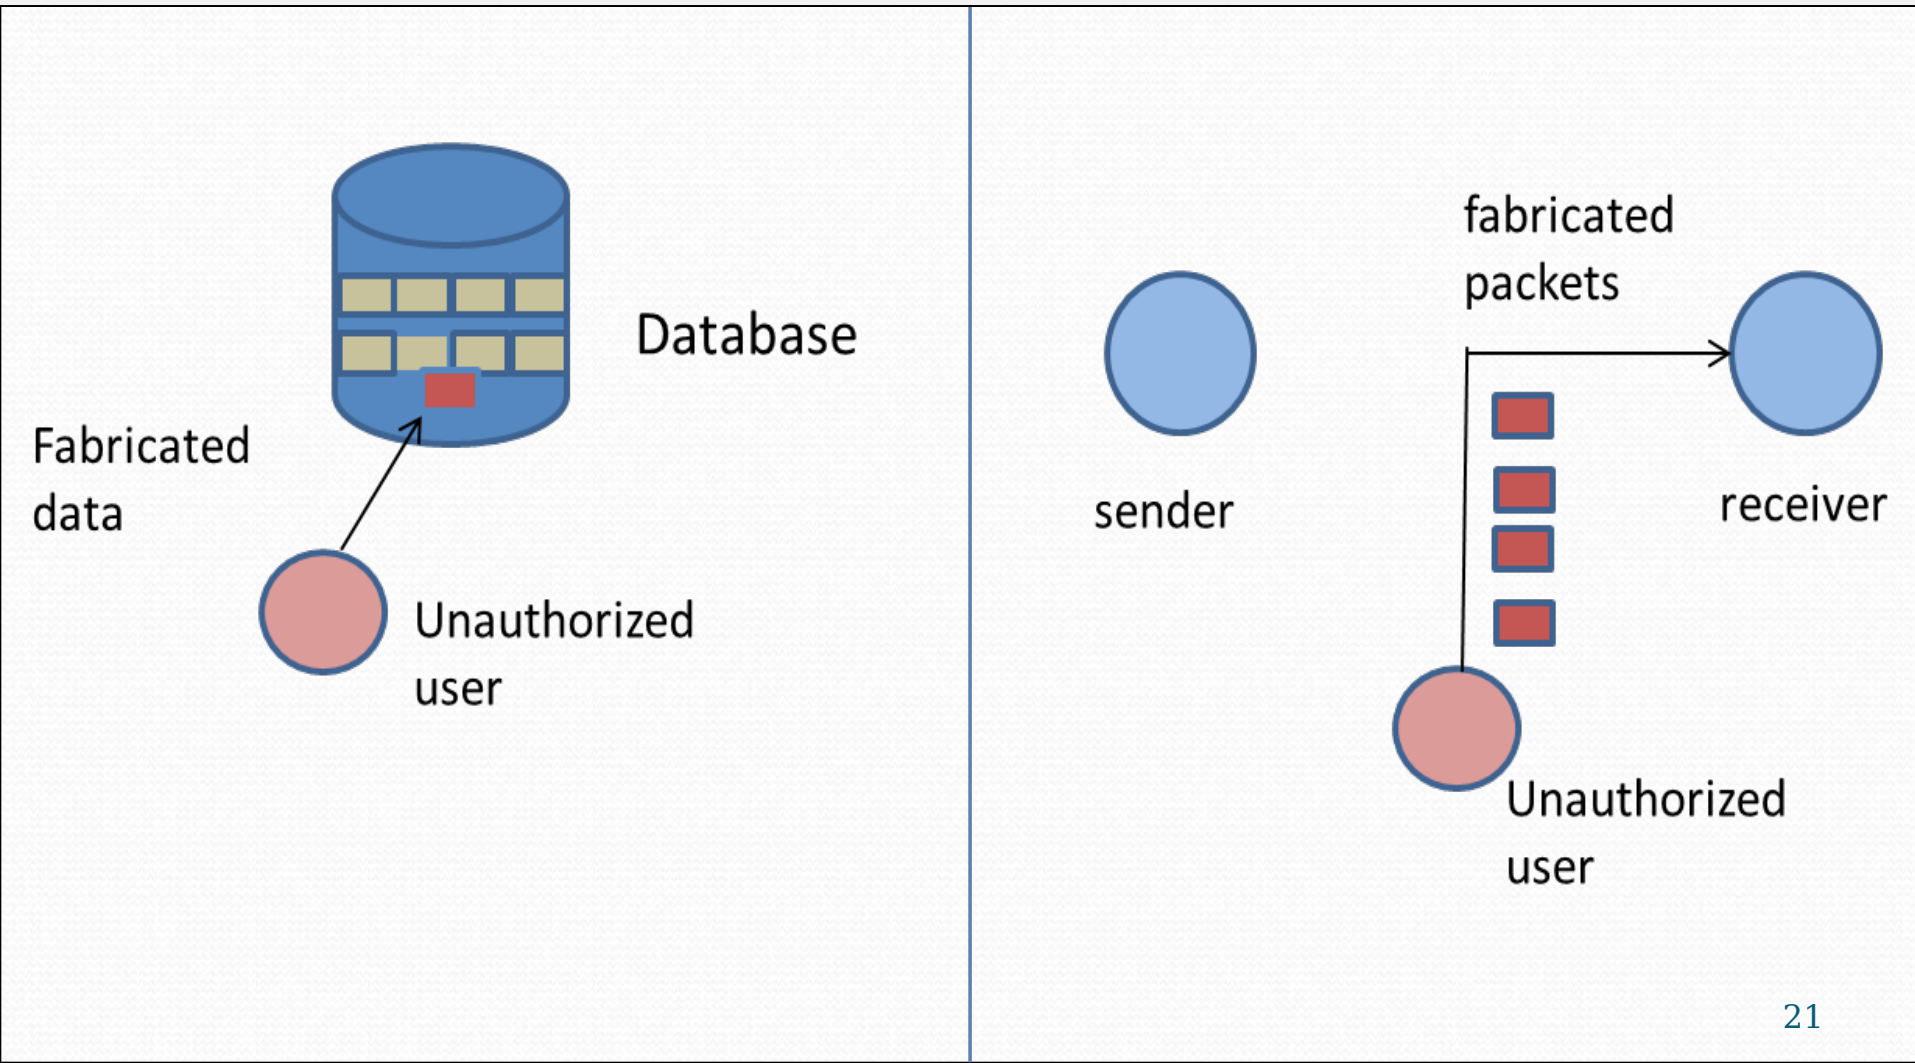 Database
Fabricated
data
Unauthorized
user
fabricated
packets
sender
receiver
Unauthorized
user
21